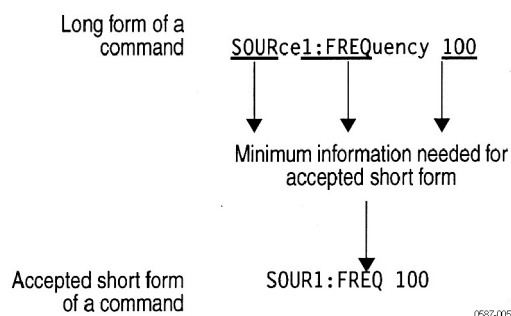 Long form of a
command
SOURce1:FREQuency 100
Minimum information needed for
accepted short form
Accepted short form
of a command
SOUR1:FREQ 100
0587-005